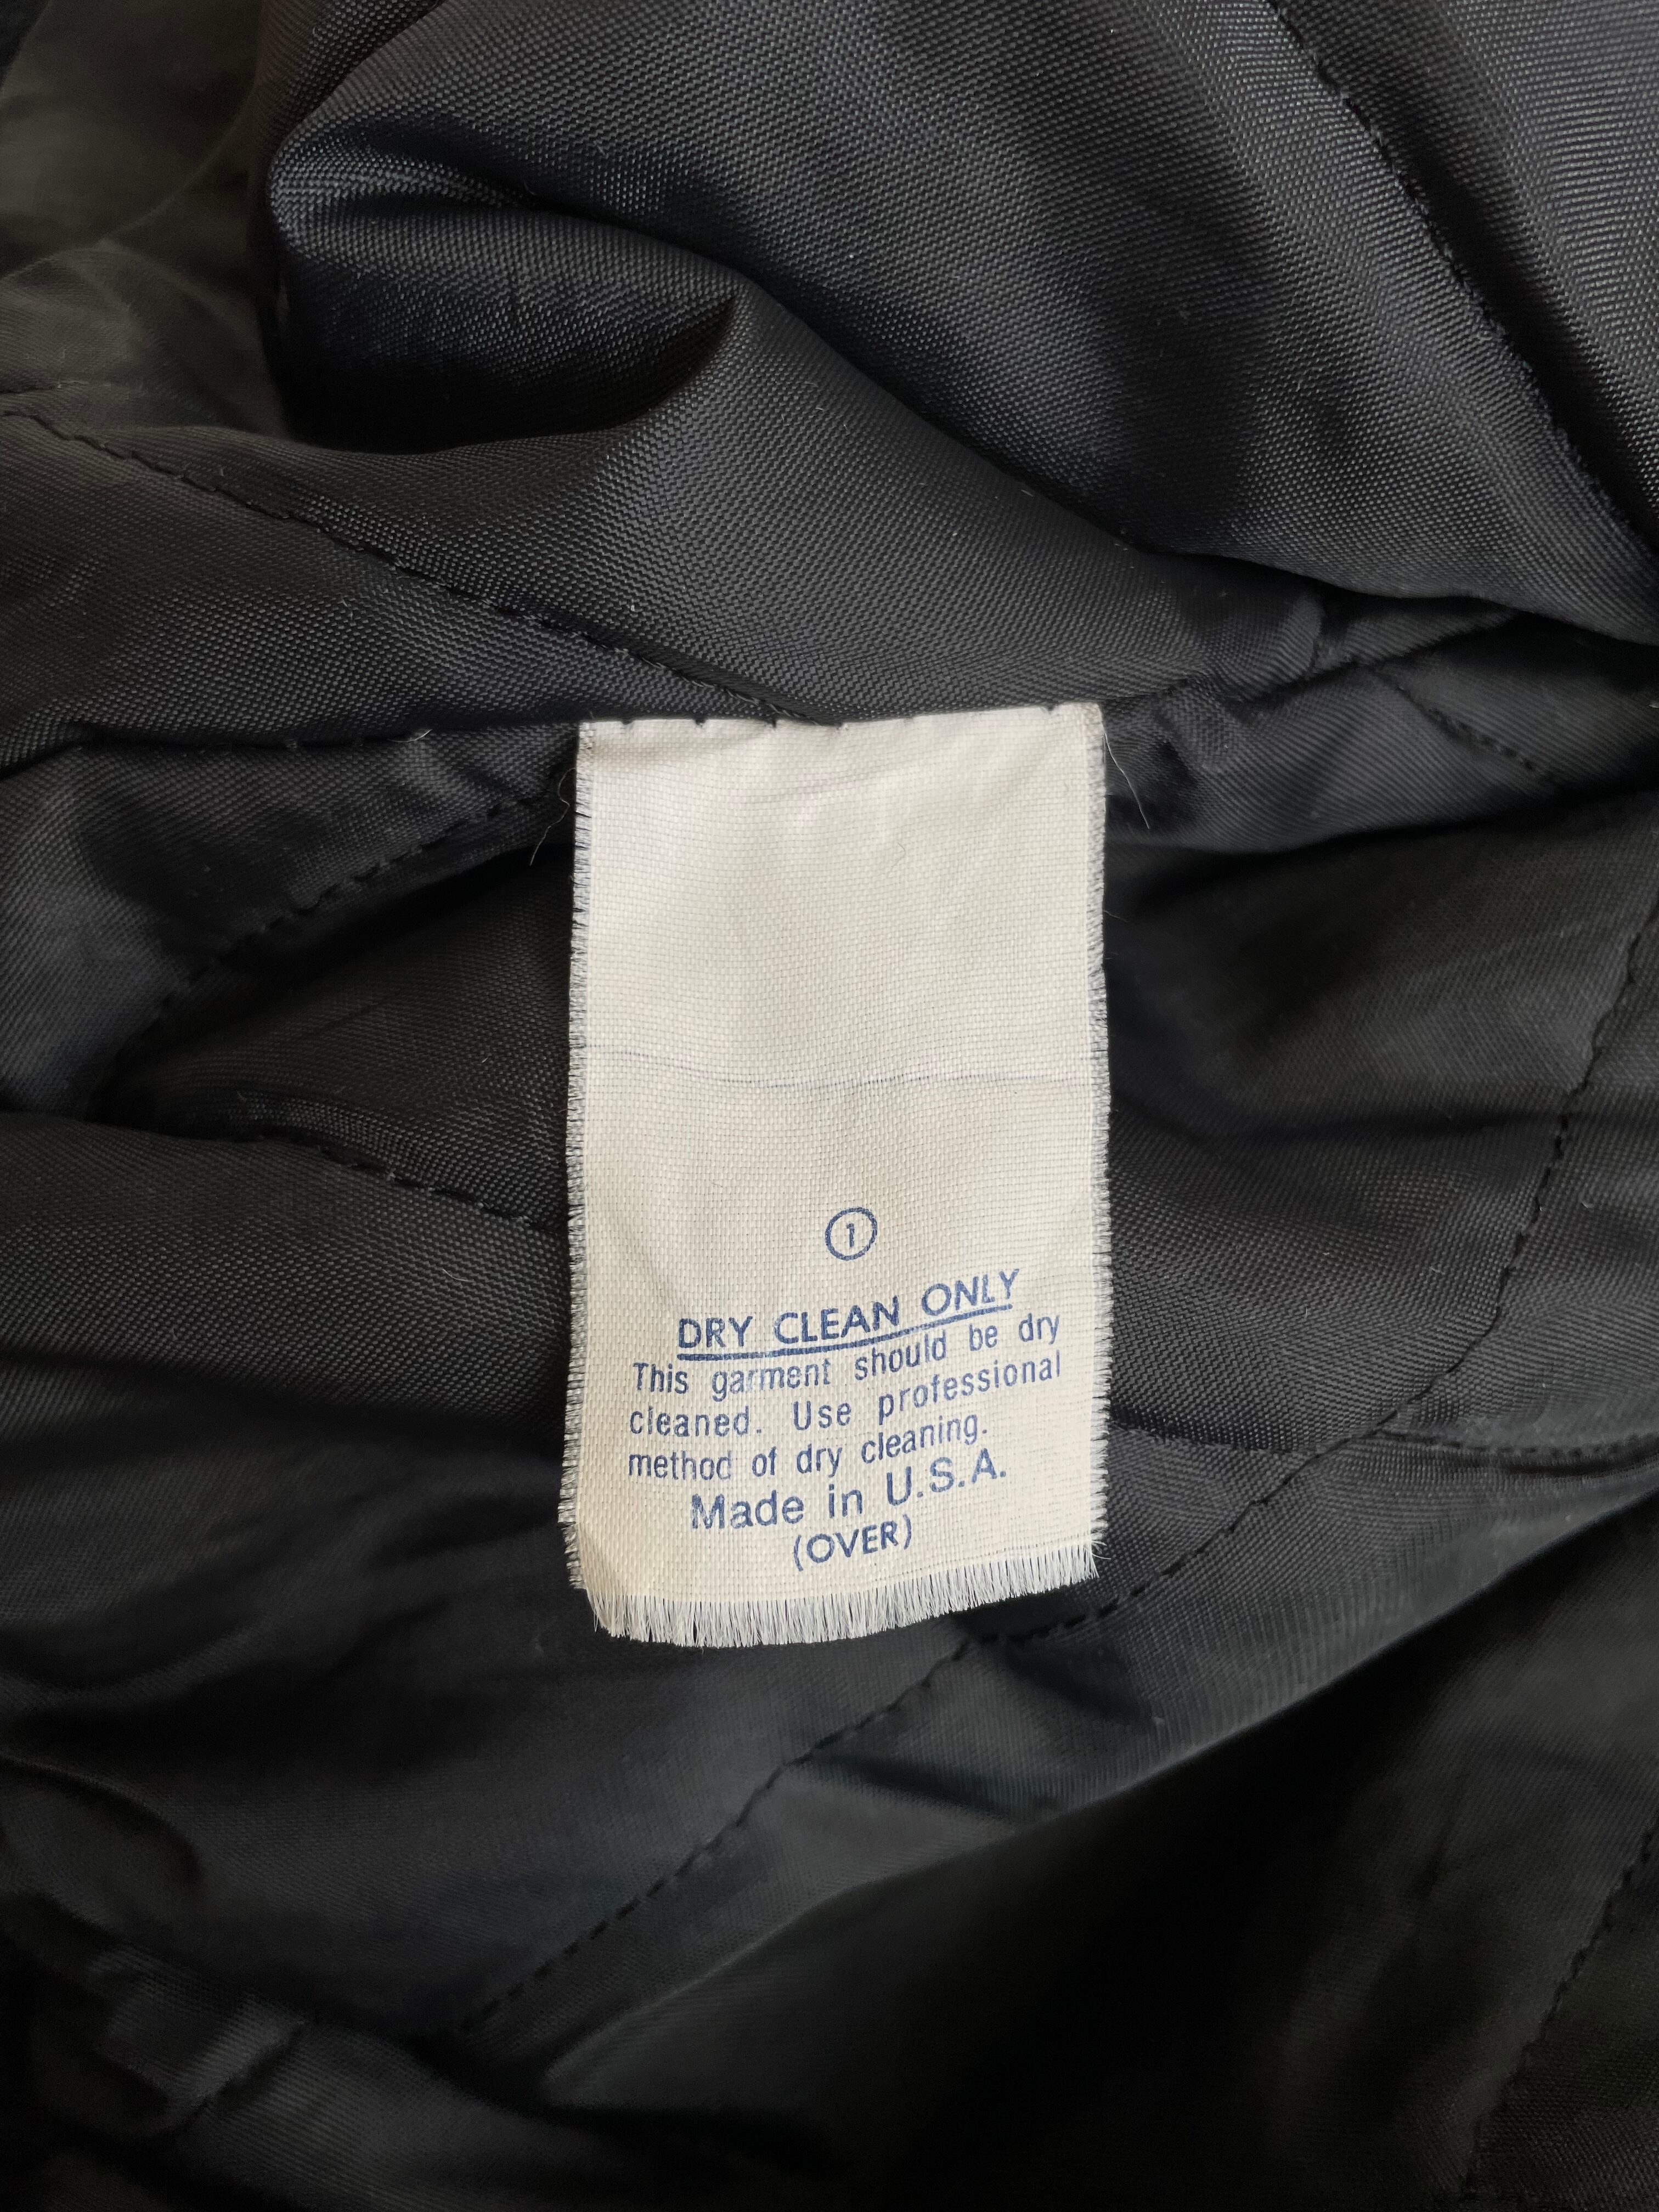 1
DRY CLEAN ONLY
This garment should be dry
cleaned. Use professional
method of dry cleaning.
Made in U.S.A.
(OVER)